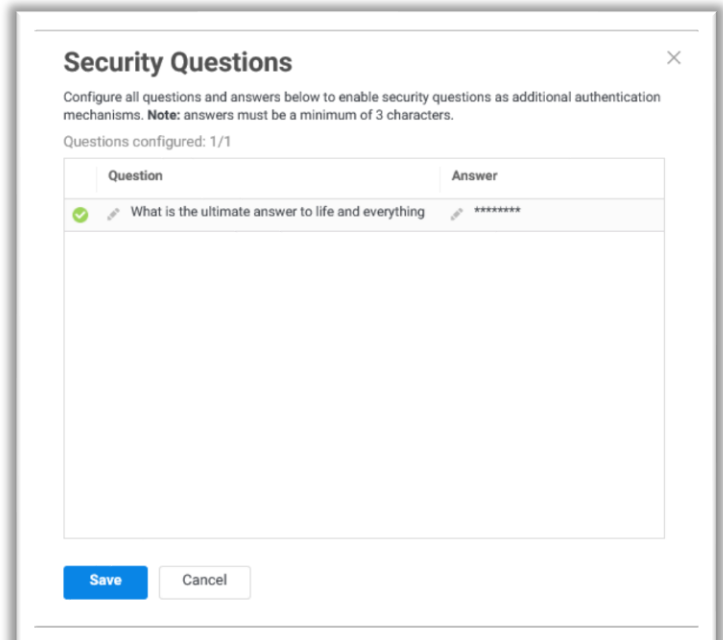 Security Questions
Configure all questions and answers below to enable security questions as additional authentication
mechanisms. Note: answers must be a minimum of 3 characters.
Questions configured: 1/1
Question Answer
What is the ultimate answer to life and everything ********
Save Cancel